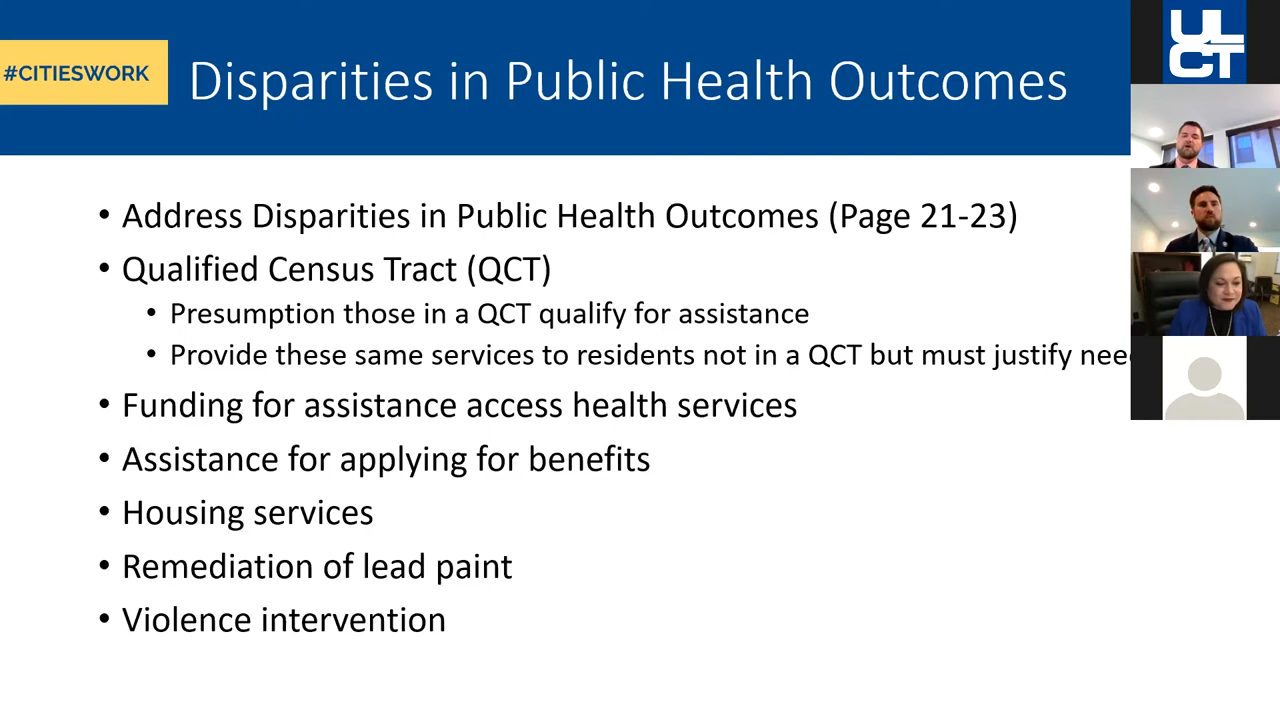 #CITIESWORK
Disparities in Public Health Outcomes
• Address Disparities in Public Health Outcomes (Page 21-23)
• Qualified Census Tract (QCT)
• Presumption those in a QCT qualify for assistance
• Provide these same services to residents not in a QCT but must justify nee
• Funding for assistance access health services
• Assistance for applying for benefits
• Housing services
• Remediation of lead paint
• Violence intervention
UL
CT